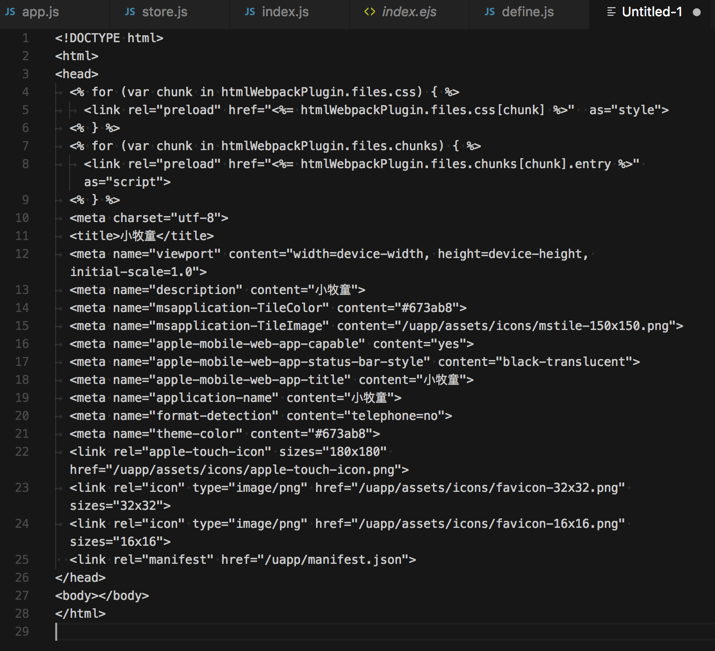 JS app.js JS store.js JS index.js <> index.ejs JS define.js Untitled-1
1 <!DOCTYPE html>
2 <html>
3 <head>
4 <% for (var chunk in htmlWebpackPlugin.files.css) { %>
5 <link rel="preload" href="<%= htmlWebpackPlugin.files.css[chunk] %>" as="style">
6 <% } %>
7 <% for (var chunk in htmlWebpackPlugin.files.chunks) { %>
8 <link rel="preload" href="<%= htmlWebpackPlugin.files.chunks[chunk].entry %>"
as="script">
9 <% } %>
10 <meta charset="utf-8">
11 <title>小牧童</title>
12 <meta name="viewport" content="width=device-width, height=device-height,
initial-scale=1.0">
13 <meta name="description" content="小牧童">
14 <meta name="msapplication-TileColor" content="#673ab8">
15 <meta name="msapplication-TileImage" content="/uapp/assets/icons/mstile-150x150.png">
16 <meta name="apple-mobile-web-app-capable" content="yes">
17 <meta name="apple-mobile-web-app-status-bar-style" content="black-translucent">
18 <meta name="apple-mobile-web-app-title" content="小牧童">
19 <meta name="application-name" content="小牧童">
20 <meta name="format-detection" content="telephone=no">
21 <meta name="theme-color" content="#673ab8">
22 <link rel="apple-touch-icon" sizes="180x180"
href="/uapp/assets/icons/apple-touch-icon.png">
23 <link rel="icon" type="image/png" href="/uapp/assets/icons/favicon-32x32.png"
sizes="32x32">
24 <link rel="icon" type="image/png" href="/uapp/assets/icons/favicon-16x16.png"
sizes="16x16">
25 <link rel="manifest" href="/uapp/manifest.json">
26 </head>
27 <body></body>
28 </html>
29